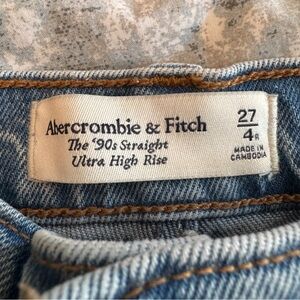 Abercrombie & Fitch
The '90s Straight
Ultra High Rise
27
4R
MADE IN
CAMBODIA